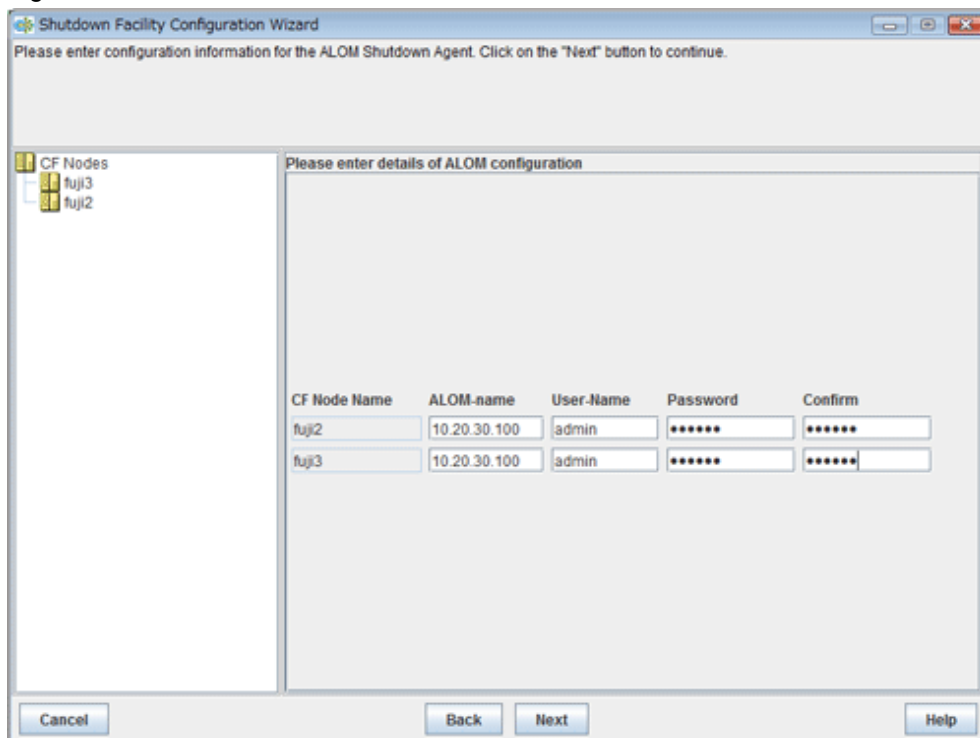 Shutdown Facility Configuration Wizard
Please enter configuration information for the ALOM Shutdown Agent. Click on the "Next" button to continue.
CF Nodes
fuji3
fuji2
Please enter details of ALOM configuration
CF Node Name ALOM-name User-Name Password Confirm
fuji2 10.20.30.100 admin •••••• ••••••
fuji3 10.20.30.100 admin •••••• ••••••
Cancel Back Next Help